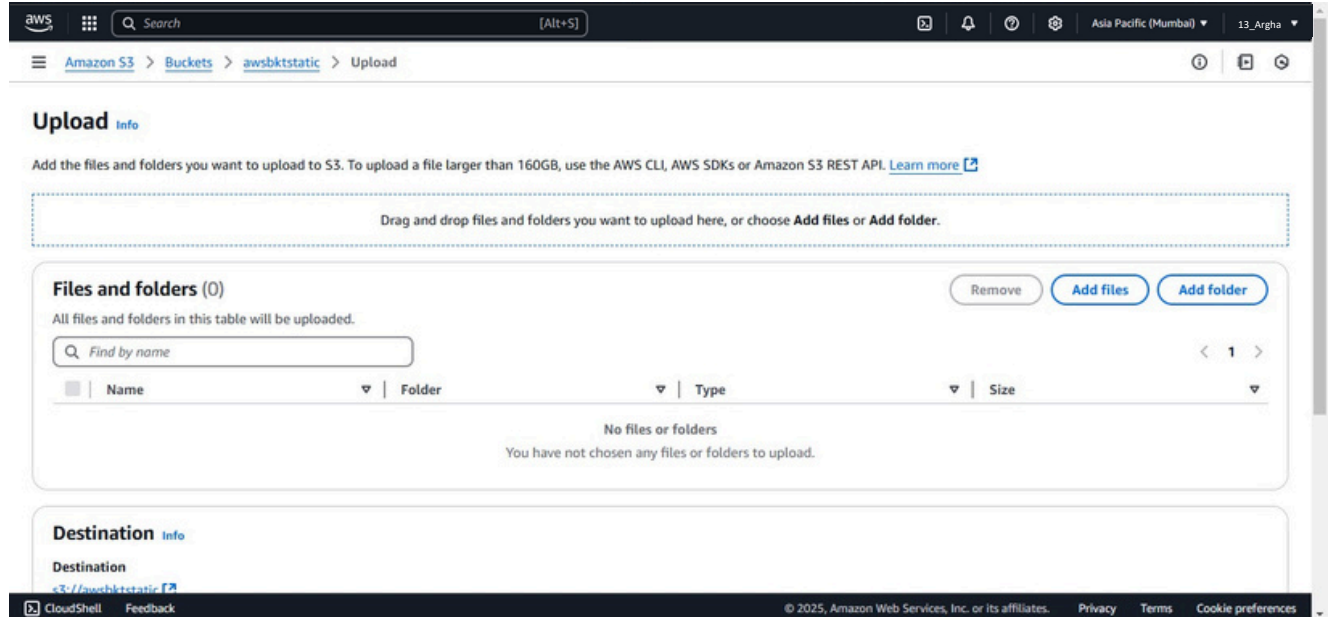 aws Search [Alt+S] Asia Pacific (Mumbai) 13_Argha
Amazon S3 > Buckets > awsbktstatic > Upload
Upload Info
Add the files and folders you want to upload to S3. To upload a file larger than 160GB, use the AWS CLI, AWS SDKs or Amazon S3 REST API. Learn more
Drag and drop files and folders you want to upload here, or choose Add files or Add folder.
Files and folders (0) Remove Add files Add folder
All files and folders in this table will be uploaded.
Find by name < 1 >
Name Folder Type Size
No files or folders
You have not chosen any files or folders to upload.
Destination Info
Destination
s3://awsbktstatic
CloudShell Feedback © 2025, Amazon Web Services, Inc. or its affiliates. Privacy Terms Cookie preferences